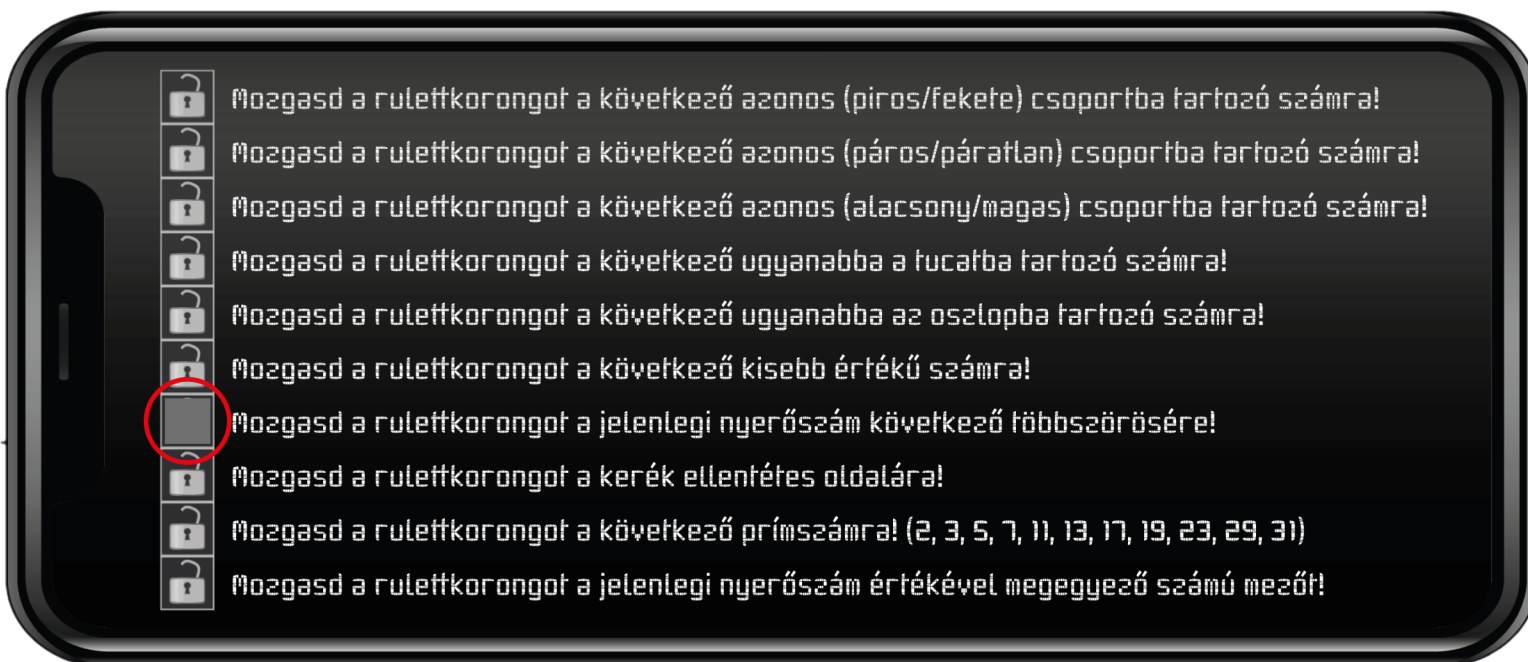 Mozgasd a rulettkorongot a következő azonos (piros/fekete) csoportba tartozó számra!
Mozgasd a rulettkorongot a következő azonos (páros/páratlan) csoportba tartozó számra!
Mozgasd a rulettkorongot a következő azonos (alacsony/magas) csoportba tartozó számra!
Mozgasd a rulettkorongot a következő ugyanabba a tucatba tartozó számra!
Mozgasd a rulettkorongot a következő ugyanabba az oszlopba tartozó számra!
Mozgasd a rulettkorongot a következő kisebb értékű számra!
Mozgasd a rulettkorongot a jelenlegi nyerőszám következő többszörösére!
Mozgasd a rulettkorongot a kerék ellentétes oldalára!
Mozgasd a rulettkorongot a következő prímszámra! (2, 3, 5, 7, 11, 13, 17, 19, 23, 29, 31)
Mozgasd a rulettkorongot a jelenlegi nyerőszám értékével megegyező számú mezőt!